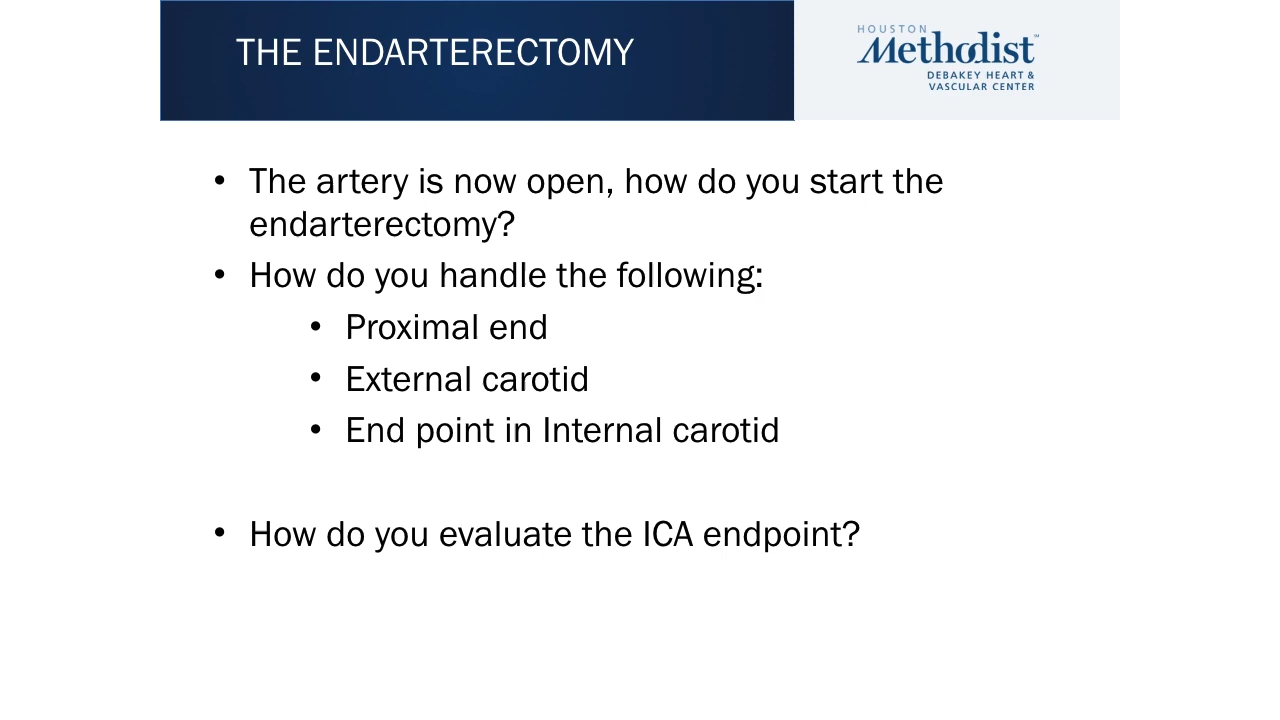 THE ENDARTERECTOMY
HOUSTON
Methodist
DEBAKEY HEART &
VASCULAR CENTER
• The artery is now open, how do you start the
endarterectomy?
• How do you handle the following:
• Proximal end
• External carotid
• End point in Internal carotid
• How do you evaluate the ICA endpoint?